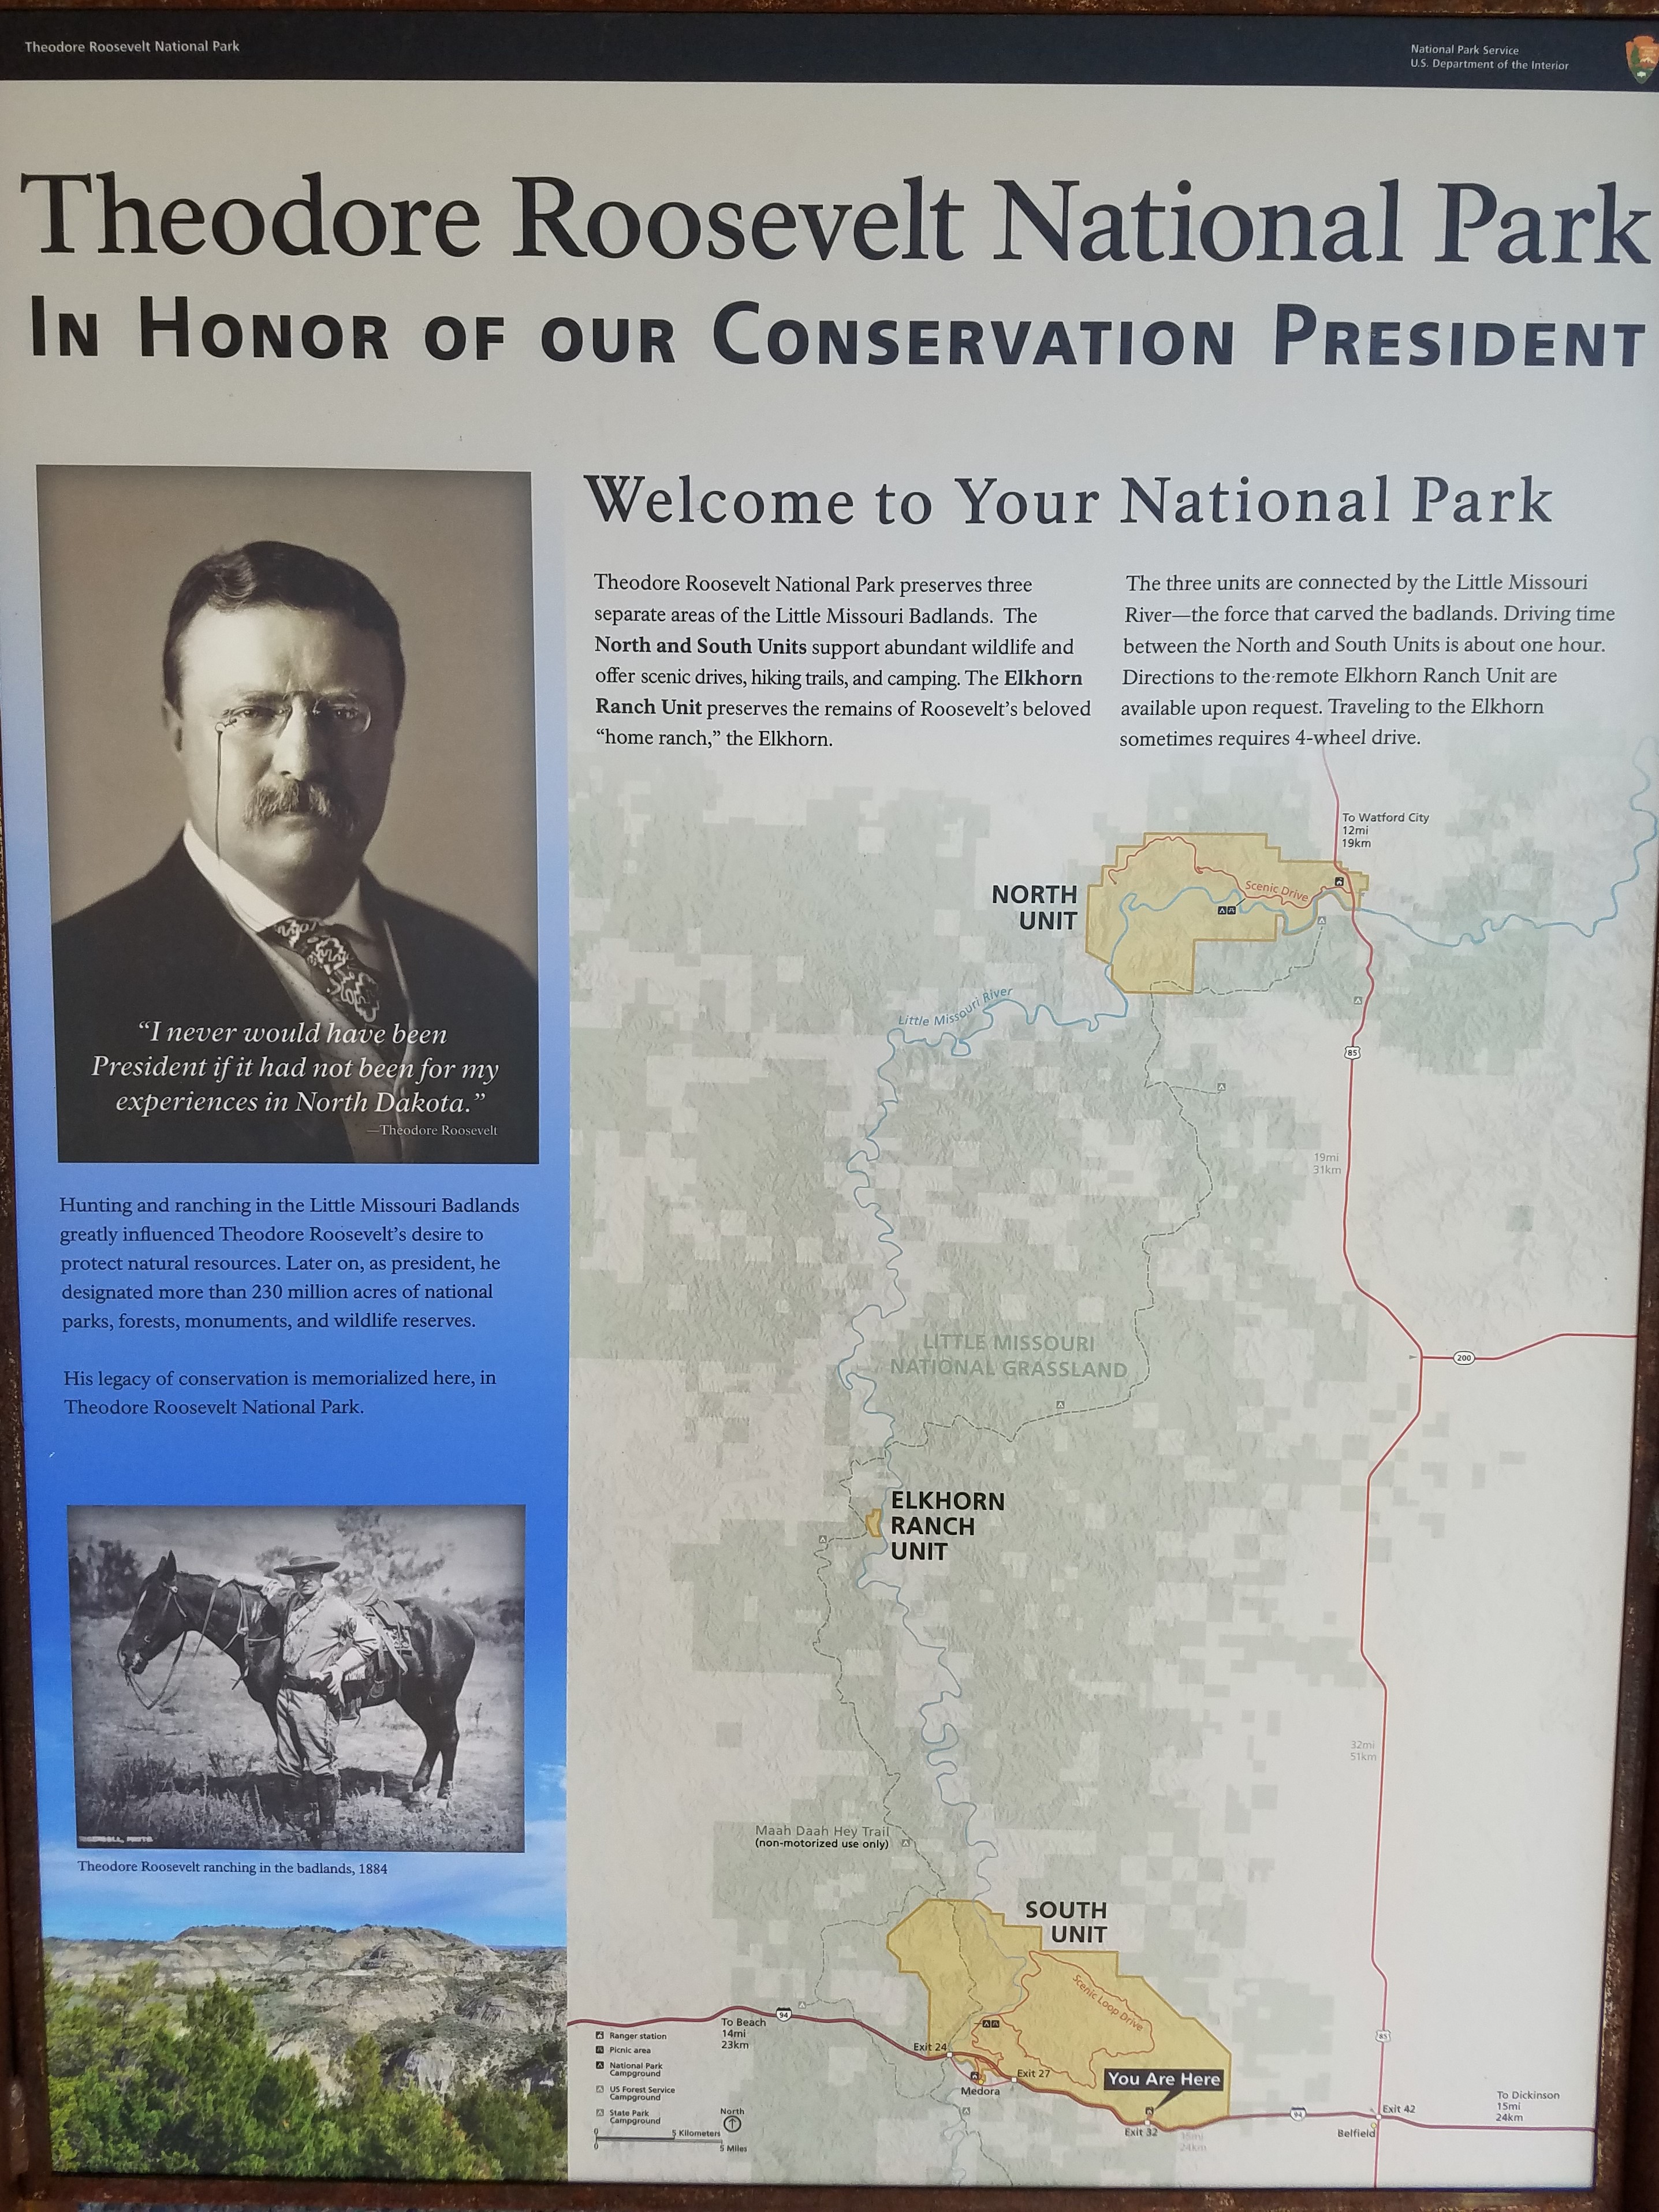 Theodore Roosevelt National Park
National Park Service
U.S. Department of the Interior
Theodore Roosevelt National Park
IN HONOR OF OUR CONSERVATION PRESIDENT
“I never would have been
President if it had not been for my
experiences in North Dakota.”
—Theodore Roosevelt
Hunting and ranching in the Little Missouri Badlands
greatly influenced Theodore Roosevelt’s desire to
protect natural resources. Later on, as president, he
designated more than 230 million acres of national
parks, forests, monuments, and wildlife reserves.
His legacy of conservation is memorialized here, in
Theodore Roosevelt National Park.
Theodore Roosevelt ranching in the badlands, 1884
Welcome to Your National Park
Theodore Roosevelt National Park preserves three
separate areas of the Little Missouri Badlands. The
North and South Units support abundant wildlife and
offer scenic drives, hiking trails, and camping. The Elkhorn
Ranch Unit preserves the remains of Roosevelt’s beloved
“home ranch,” the Elkhorn.
The three units are connected by the Little Missouri
River—the force that carved the badlands. Driving time
between the North and South Units is about one hour.
Directions to the remote Elkhorn Ranch Unit are
available upon request. Traveling to the Elkhorn
sometimes requires 4-wheel drive.
To Watford City
12mi
19km
NORTH
UNIT
Scenic Drive
Little Missouri River
85
19mi
31km
LITTLE MISSOURI
NATIONAL GRASSLAND
200
ELKHORN
RANCH
UNIT
32mi
51km
Maah Daah Hey Trail
(non-motorized use only)
SOUTH
UNIT
Scenic Loop Drive
94
To Beach
14mi
23km
85
Exit 24
Exit 27
Medora
You Are Here
Exit 32
15mi
24km
94
Exit 42
Belfield
To Dickinson
15mi
24km
Ranger station
Picnic area
National Park
Campground
US Forest Service
Campground
State Park
Campground
North
0
5 Kilometers
0
5 Miles